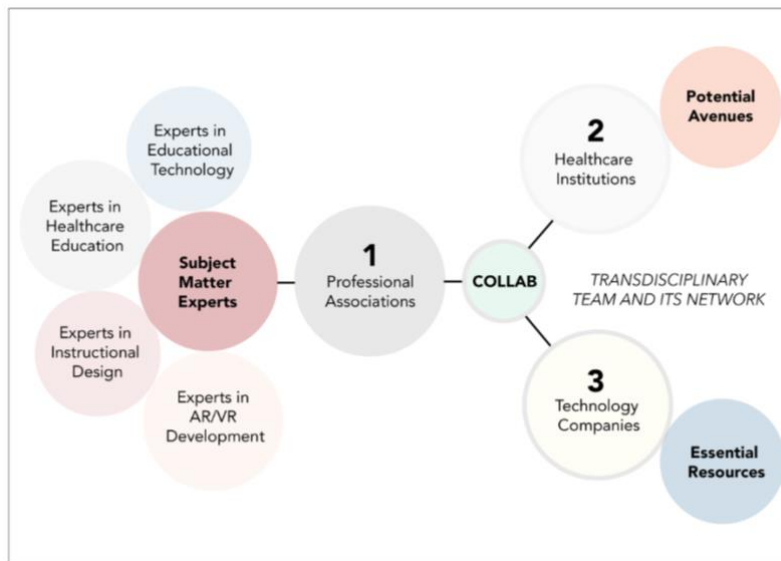 Experts in
Educational
Technology
Experts in
Healthcare
Education
Subject
Matter
Experts
Experts in
Instructional
Design
Experts in
AR/VR
Development
1
Professional
Associations
COLLAB
2
Healthcare
Institutions
Potential
Avenues
TRANSDISCIPLINARY
TEAM AND ITS NETWORK
3
Technology
Companies
Essential
Resources